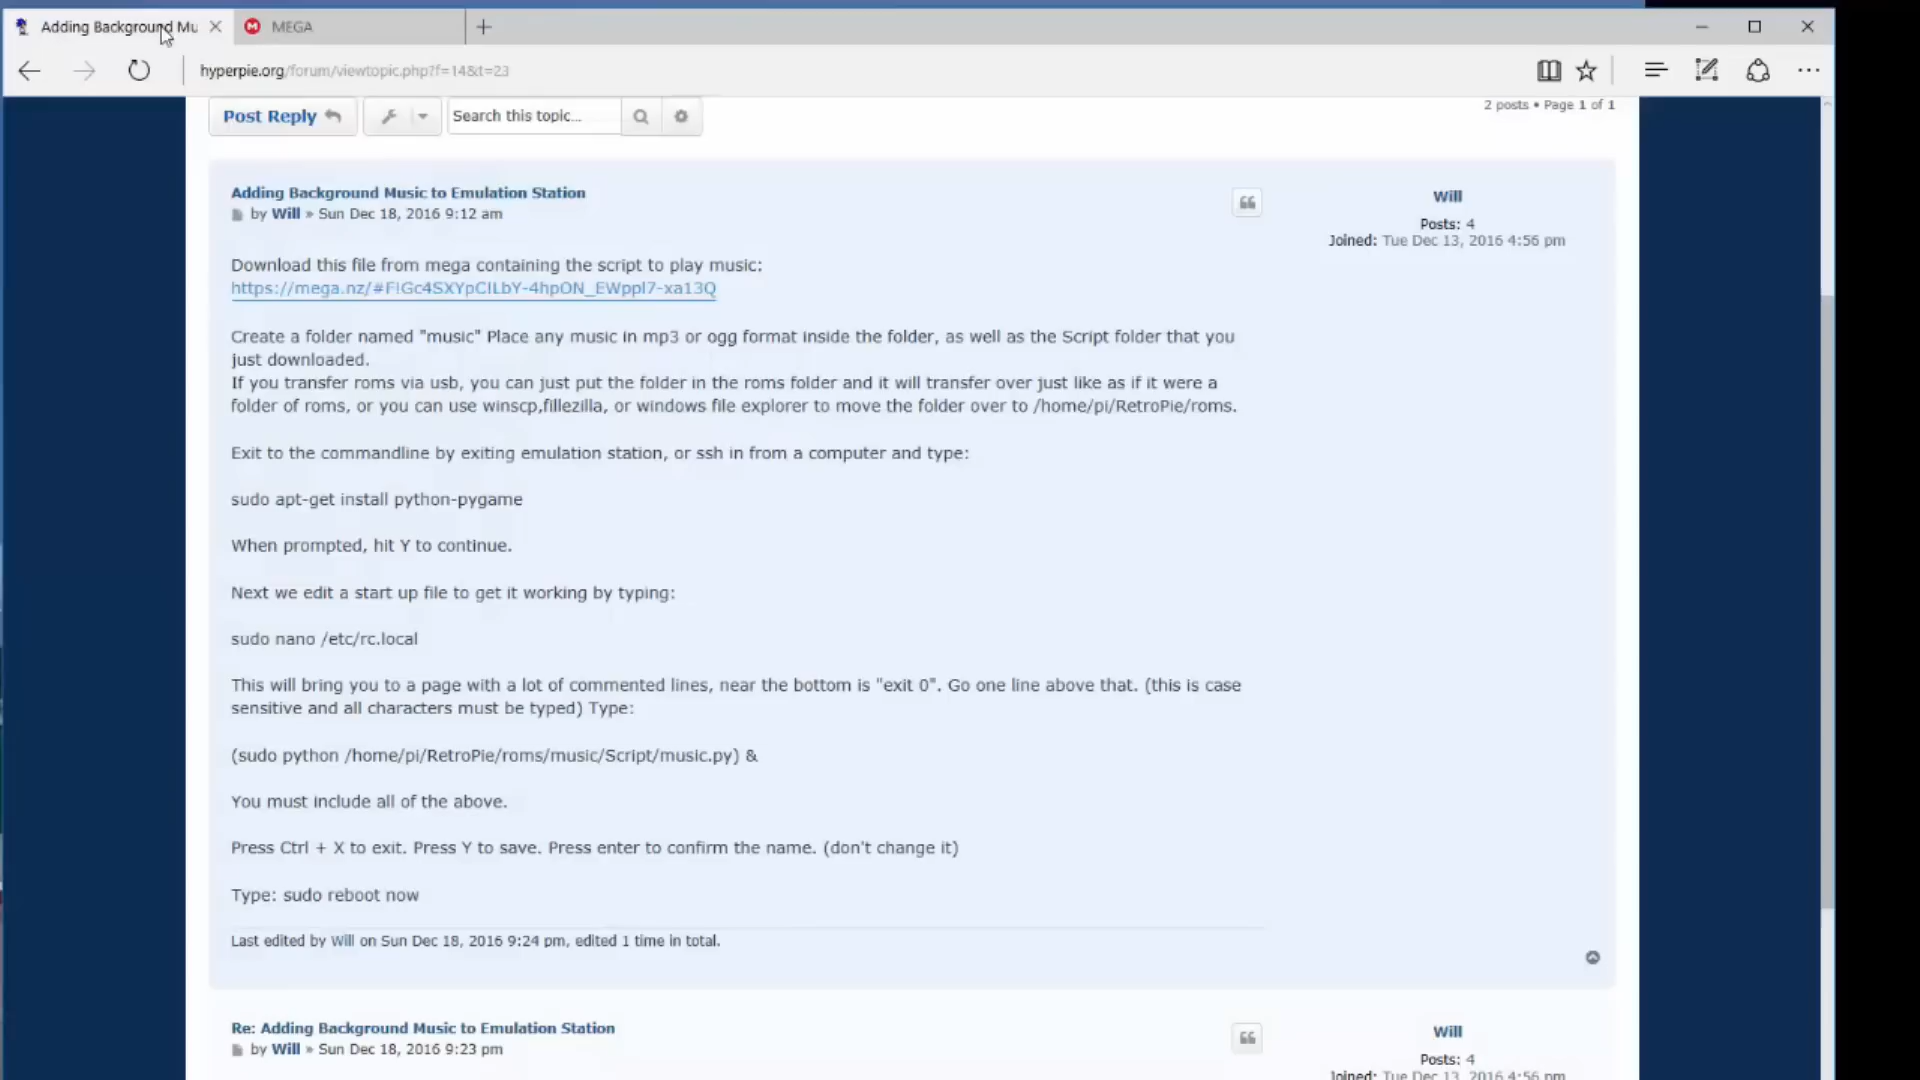 Adding Background Mu
MEGA
hyperpie.org/forum/viewtopic.php?f=14&t=23
Post Reply
Search this topic...
2 posts • Page 1 of 1
Adding Background Music to Emulation Station
by Will » Sun Dec 18, 2016 9:12 am
Will
Posts: 4
Joined: Tue Dec 13, 2016 4:56 pm
Download this file from mega containing the script to play music:
https://mega.nz/#F!Gc4SXYpC!LbY-4hpON_EWppl7-xa13Q
Create a folder named "music" Place any music in mp3 or ogg format inside the folder, as well as the Script folder that you
just downloaded.
If you transfer roms via usb, you can just put the folder in the roms folder and it will transfer over just like as if it were a
folder of roms, or you can use winscp,fillezilla, or windows file explorer to move the folder over to /home/pi/RetroPie/roms.
Exit to the commandline by exiting emulation station, or ssh in from a computer and type:
sudo apt-get install python-pygame
When prompted, hit Y to continue.
Next we edit a start up file to get it working by typing:
sudo nano /etc/rc.local
This will bring you to a page with a lot of commented lines, near the bottom is "exit 0". Go one line above that. (this is case
sensitive and all characters must be typed) Type:
(sudo python /home/pi/RetroPie/roms/music/Script/music.py) &
You must include all of the above.
Press Ctrl + X to exit. Press Y to save. Press enter to confirm the name. (don't change it)
Type: sudo reboot now
Last edited by Will on Sun Dec 18, 2016 9:24 pm, edited 1 time in total.
Re: Adding Background Music to Emulation Station
by Will » Sun Dec 18, 2016 9:23 pm
Will
Posts: 4
Joined: Tue Dec 13, 2016 4:56 pm